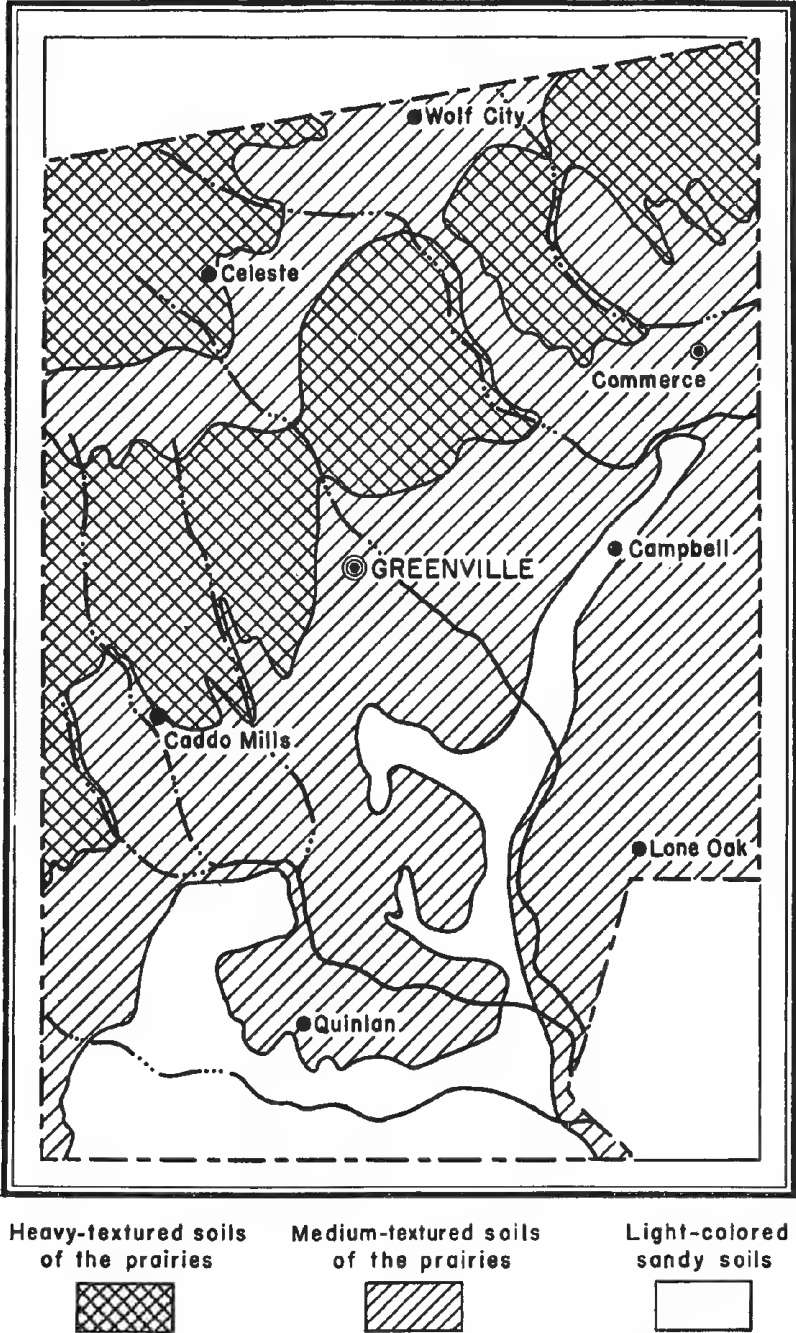 Wolf City
Celeste
Commerce
Campbell
GREENVILLE
Caddo Mills
Lone Oak
Quinlan
Heavy-textured soils
of the prairies
Medium-textured soils
of the prairies
Light-colored
sandy soils